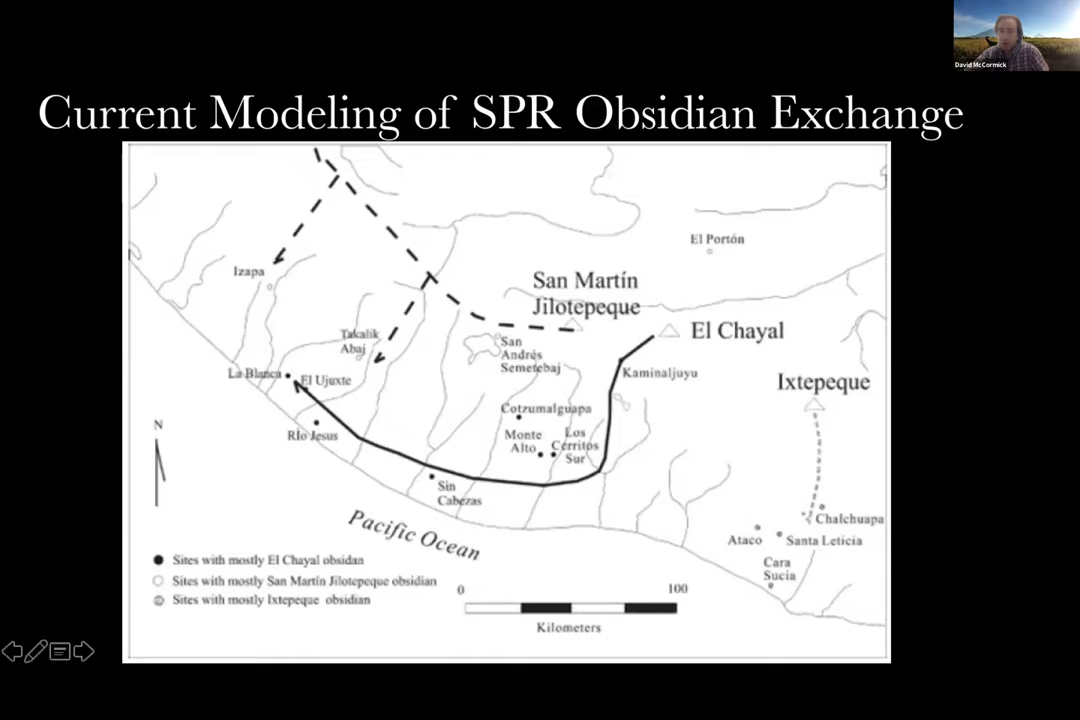 David McCormick
Current Modeling of SPR Obsidian Exchange
El Portón
Izapa
San Martín
Jilotepeque
El Chayal
Takalik
Abaj
San
Andrés
Semetebaj
La Blanca
El Ujuxte
Kaminaljuyu
Ixtepeque
Cotzumalguapa
Río Jesus
Monte
Alto
Los
Cerritos
Sur
N
Sin
Cabezas
Pacific Ocean
Chalchuapa
Ataco
Santa Leticia
Cara
Sucia
Sites with mostly El Chayal obsidan
Sites with mostly San Martín Jilotepeque obsidian
Sites with mostly Ixtepeque obsidian
0
100
Kilometers